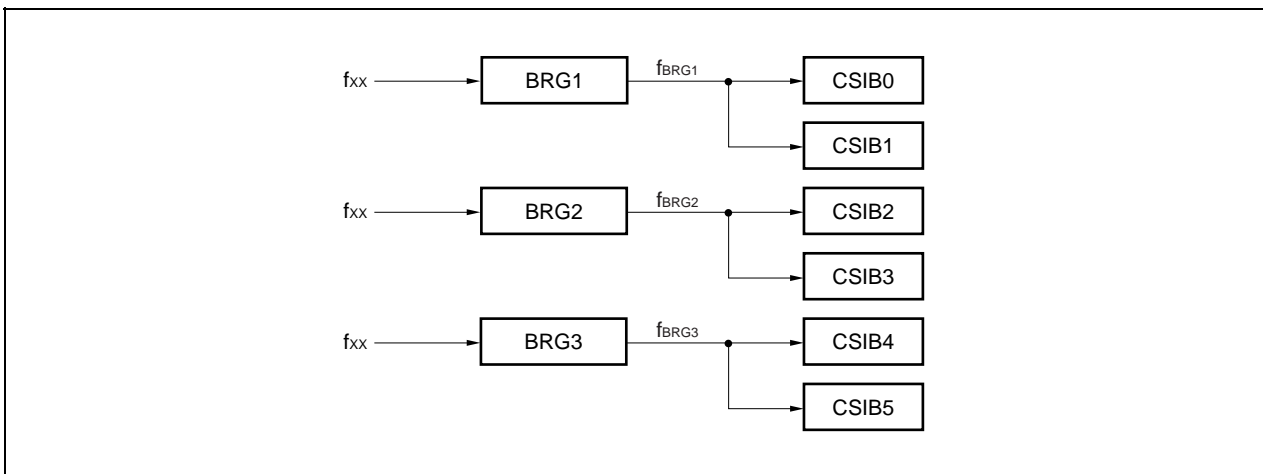 fxx BRG1 fBRG1 CSIB0
CSIB1
fxx BRG2 fBRG2 CSIB2
CSIB3
fxx BRG3 fBRG3 CSIB4
CSIB5